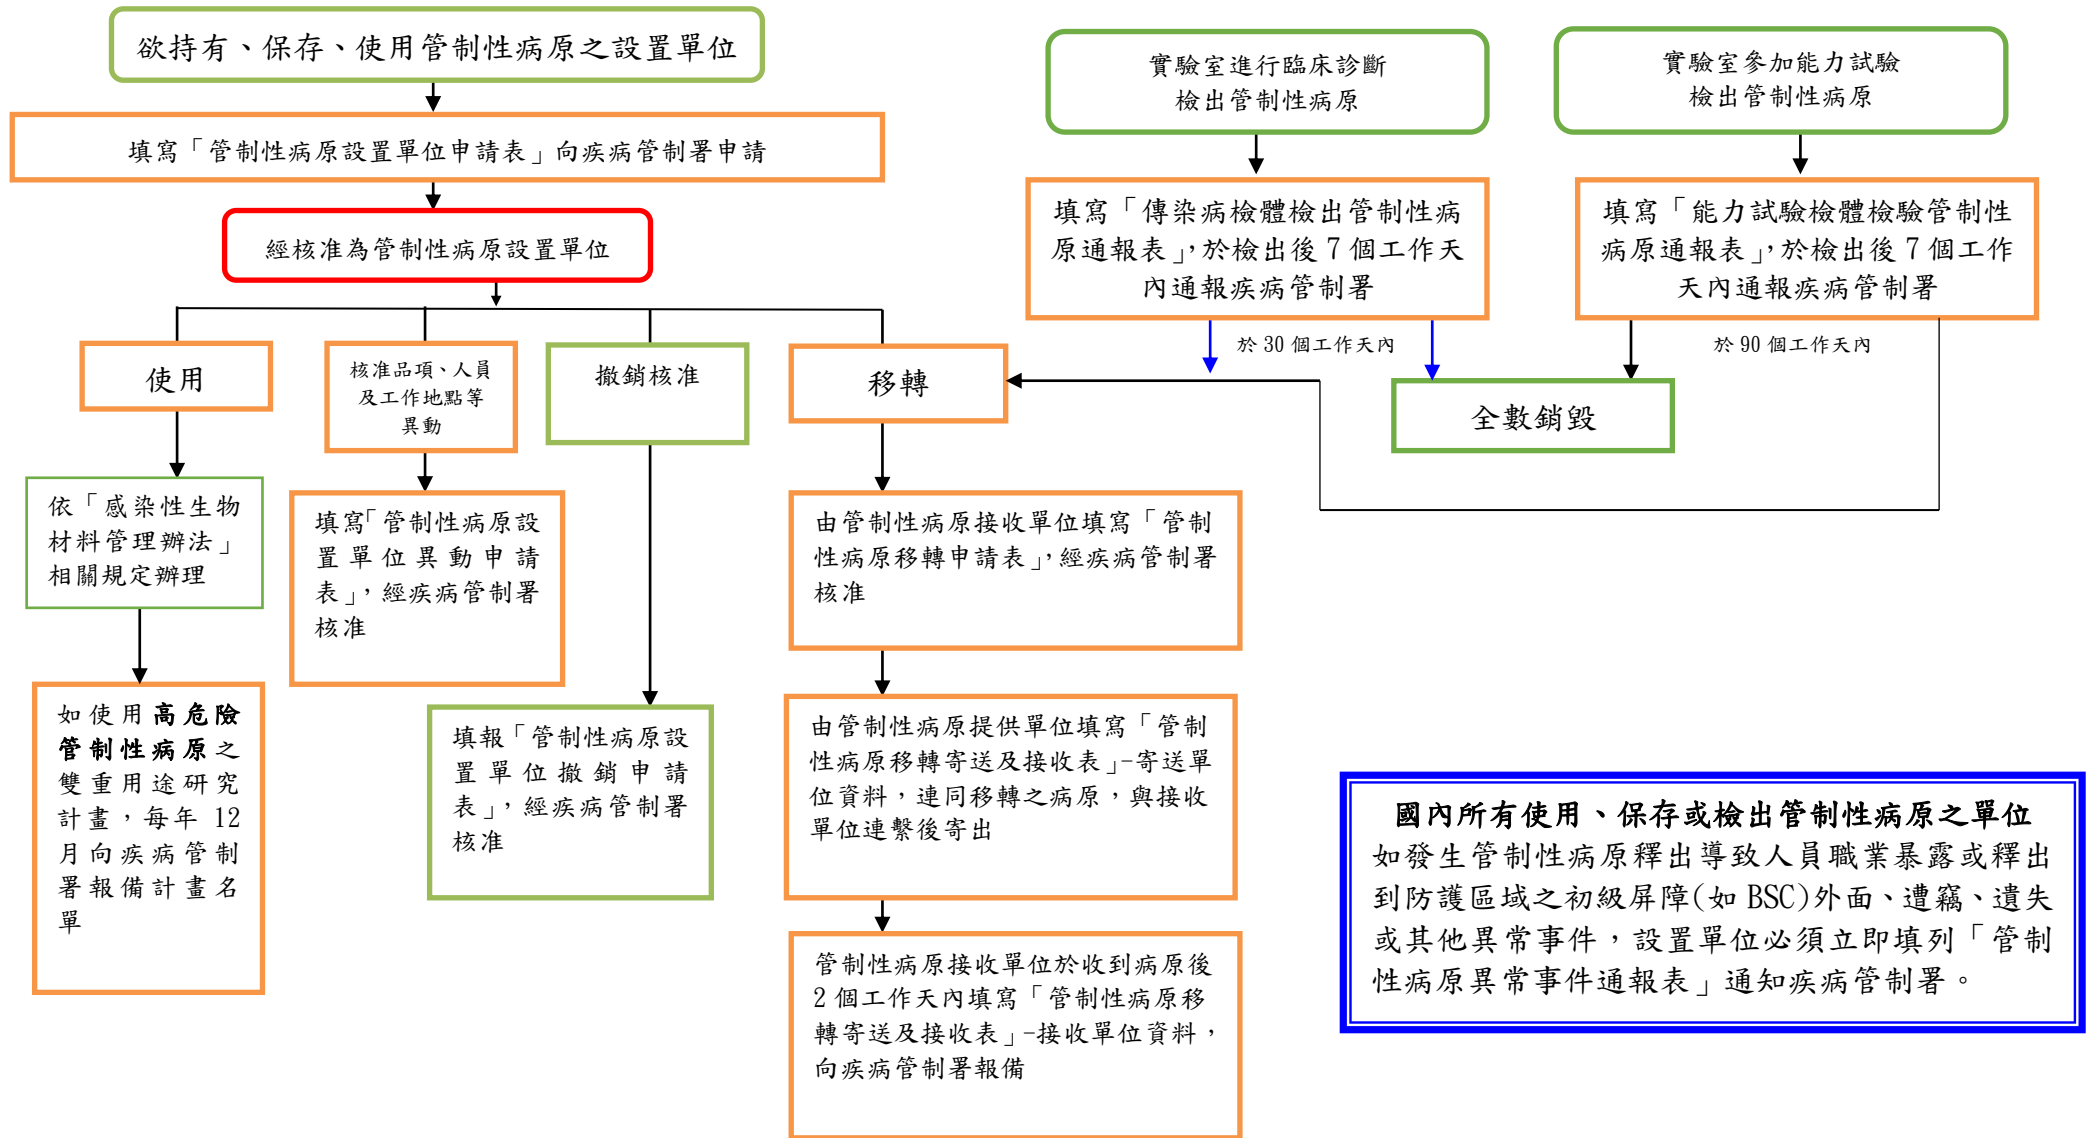 欲持有、保存、使用管制性病原之設置單位
填寫「管制性病原設置單位申請表」向疾病管制署申請
經核准為管制性病原設置單位
使用
依「感染性生物
材料管理辦法」
相關規定辦理
如使用高危險
管制性病原之
雙重用途研究
計畫，每年 12
月向疾病管制
署報備計畫名
單
核准品項、人員
及工作地點等
異動
填寫「管制性病原設
置單位異動申請
表」，經疾病管制署
核准
撤銷核准
填報「管制性病原設
置單位撤銷申請
表」，經疾病管制署
核准
移轉
由管制性病原接收單位填寫「管制
性病原移轉申請表」，經疾病管制署
核准
由管制性病原提供單位填寫「管制
性病原移轉寄送及接收表」-寄送單
位資料，連同移轉之病原，與接收
單位連繫後寄出
管制性病原接收單位於收到病原後
2 個工作天內填寫「管制性病原移
轉寄送及接收表」-接收單位資料，
向疾病管制署報備
實驗室進行臨床診斷
檢出管制性病原
填寫「傳染病檢體檢出管制性病
原通報表」，於檢出後 7 個工作天
內通報疾病管制署
於 30 個工作天內
實驗室參加能力試驗
檢出管制性病原
填寫「能力試驗檢體檢驗管制性
病原通報表」，於檢出後 7 個工作
天內通報疾病管制署
於 90 個工作天內
全數銷毀
國內所有使用、保存或檢出管制性病原之單位
如發生管制性病原釋出導致人員職業暴露或釋出
到防護區域之初級屏障(如 BSC)外面、遭竊、遺失
或其他異常事件，設置單位必須立即填列「管制
性病原異常事件通報表」通知疾病管制署。